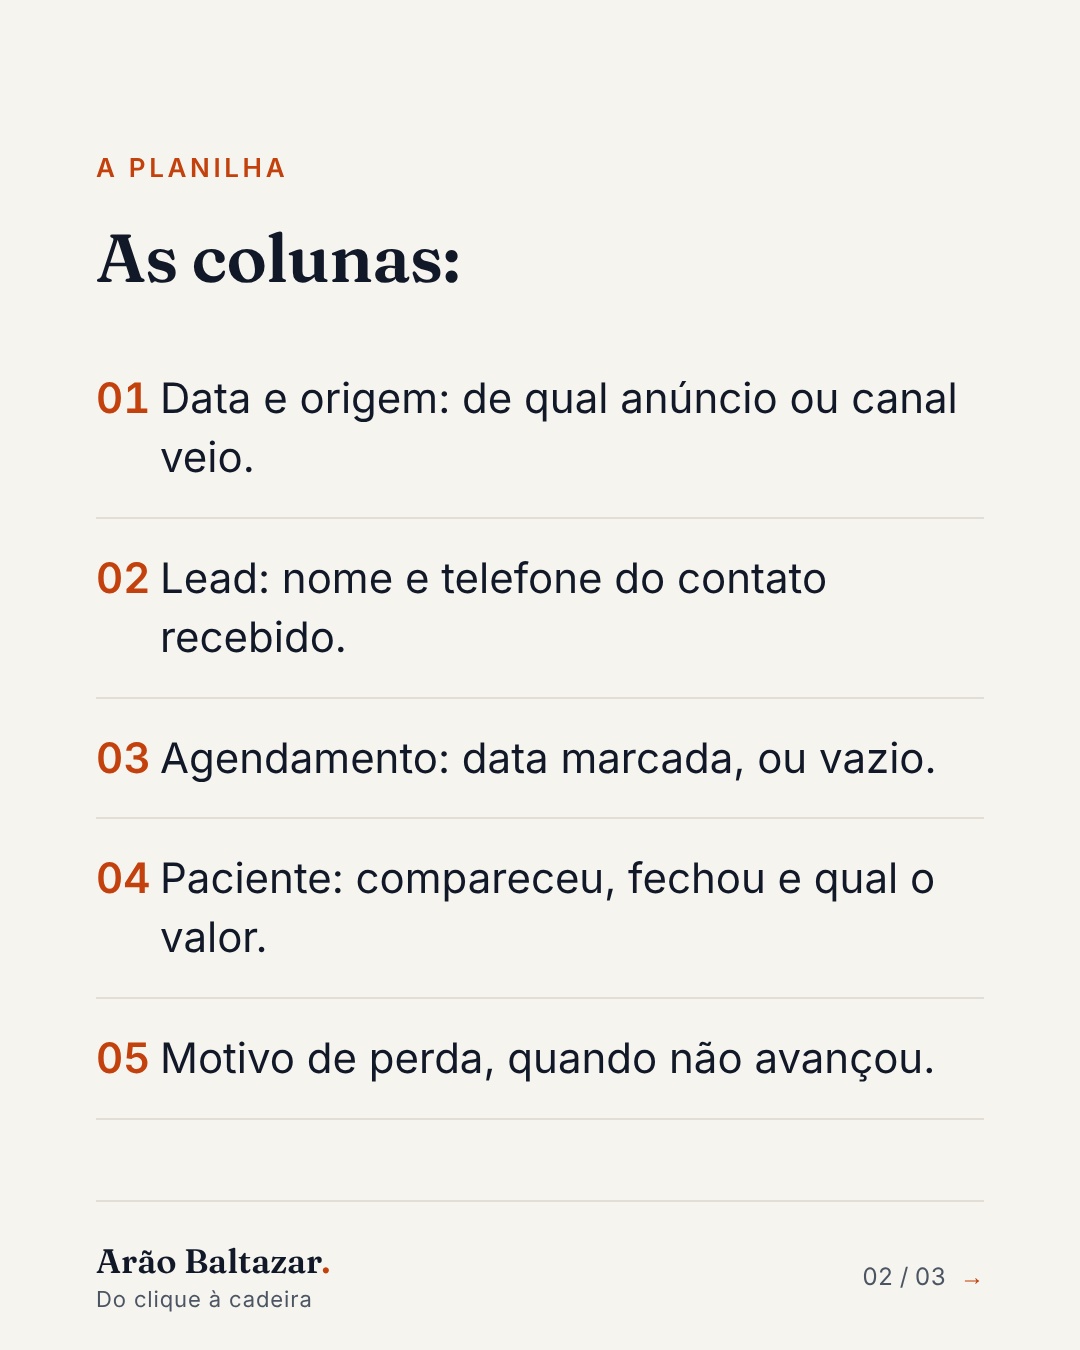 A PLANILHA
As colunas:
01 Data e origem: de qual anúncio ou canal
veio.
02 Lead: nome e telefone do contato
recebido.
03 Agendamento: data marcada, ou vazio.
04 Paciente: compareceu, fechou e qual o
valor.
05 Motivo de perda, quando não avançou.
Arão Baltazar.
Do clique à cadeira
02 / 03 →